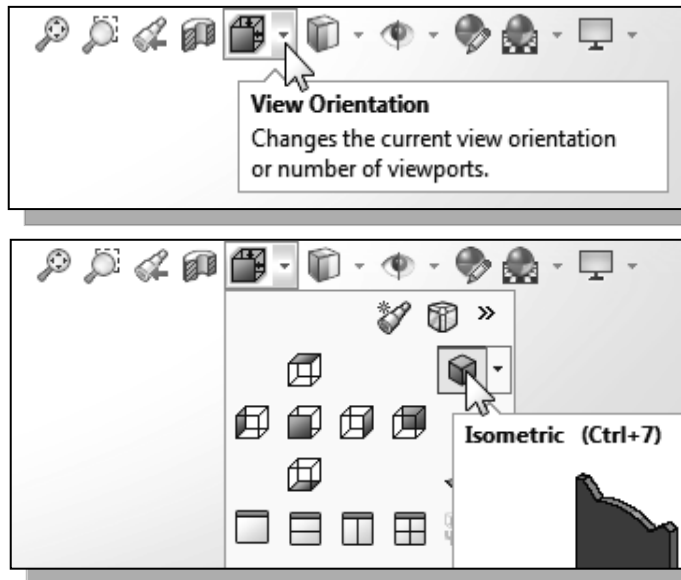 View Orientation
Changes the current view orientation
or number of viewports.
Isometric (Ctrl+7)